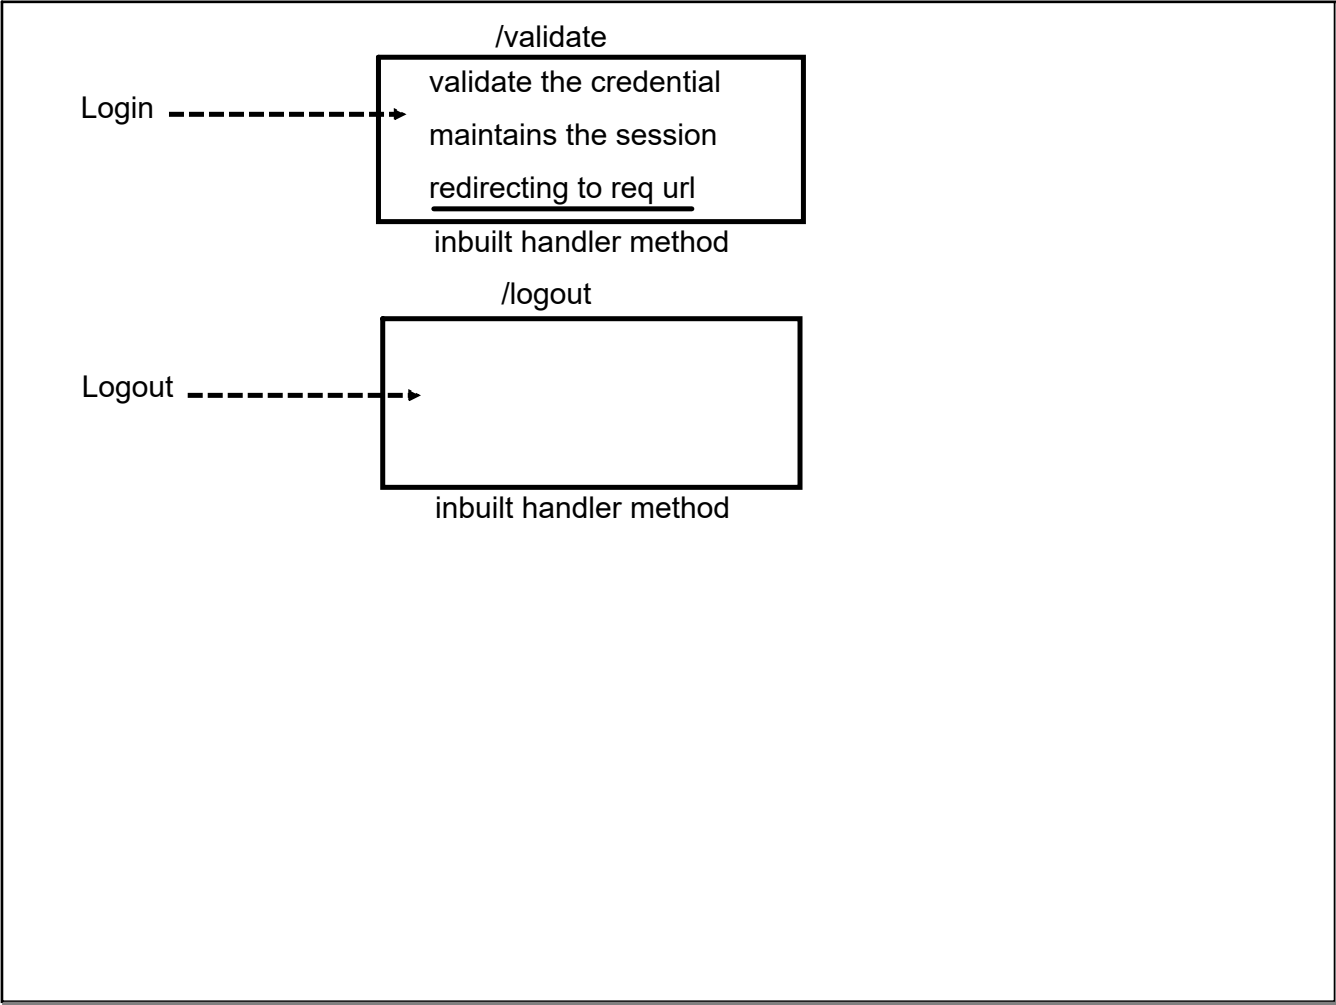 /validate
validate the credential
Login
maintains the session
redirecting to req url
inbuilt handler method
/logout
Logout
inbuilt handler method